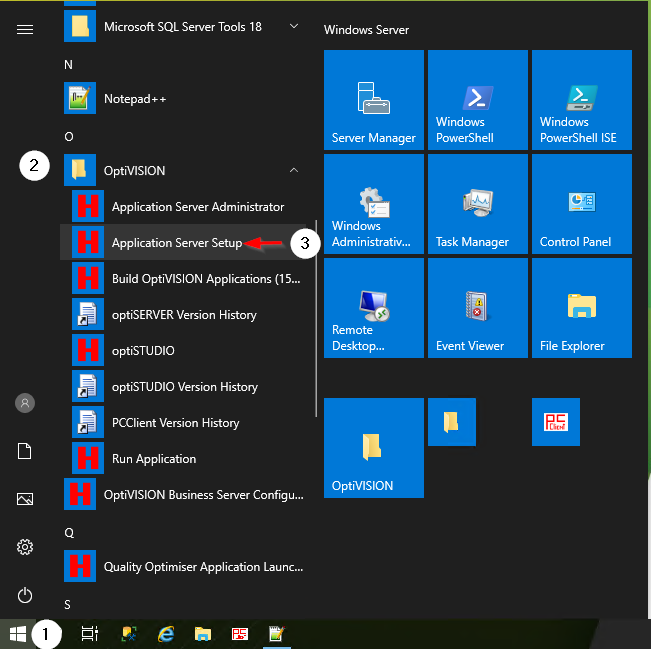 Microsoft SQL Server Tools 18
N
Notepad++
O
2
OptiVISION
Application Server Administrator
Application Server Setup
3
Build OptiVISION Applications (15...
optiSERVER Version History
optiSTUDIO
optiSTUDIO Version History
PCClient Version History
Run Application
OptiVISION Business Server Configu...
Q
Quality Optimiser Application Launc...
S
Windows Server
Server Manager
Windows
PowerShell
Windows
PowerShell ISE
Windows
Administrativ...
Task Manager
Control Panel
Remote
Desktop...
Event Viewer
File Explorer
OptiVISION
PC
Client
1